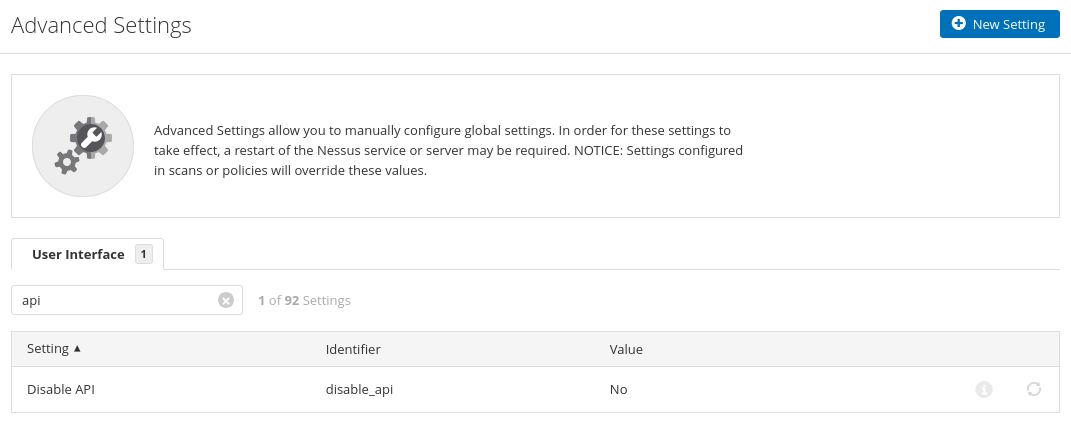 Advanced Settings
New Setting
Advanced Settings allow you to manually configure global settings. In order for these settings to
take effect, a restart of the Nessus service or server may be required. NOTICE: Settings configured
in scans or policies will override these values.
User Interface 1
api
1 of 92 Settings
Setting ▲ Identifier Value
Disable API disable_api No